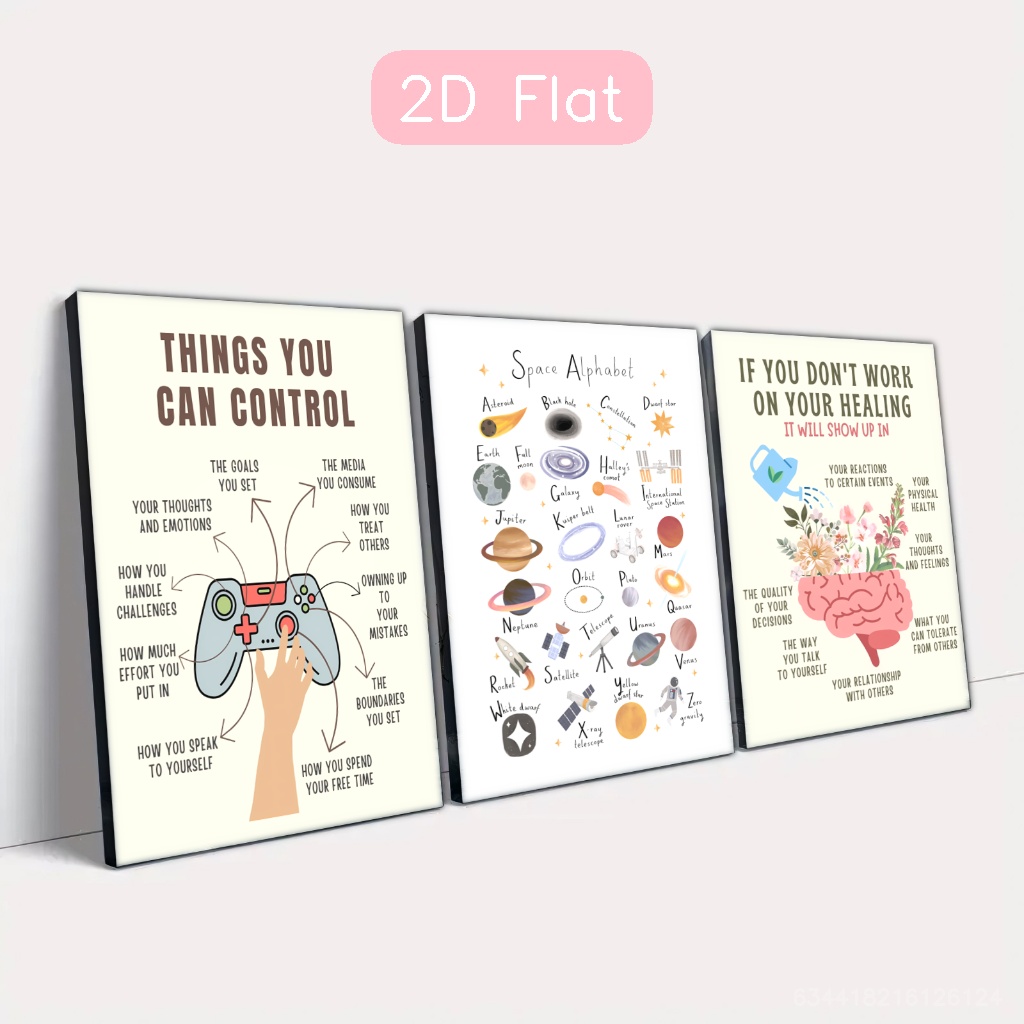 2D Flat
THINGS YOU
CAN CONTROL
THE GOALS
YOU SET
THE MEDIA
YOU CONSUME
YOUR THOUGHTS
AND EMOTIONS
HOW YOU
TREAT
OTHERS
HOW YOU
HANDLE
CHALLENGES
OWNING UP
TO
YOUR
MISTAKES
HOW MUCH
EFFORT YOU
PUT IN
THE
BOUNDARIES
YOU SET
HOW YOU SPEAK
TO YOURSELF
HOW YOU SPEND
YOUR FREE TIME
Space Alphabet
Asteroid
Black hole
Constellation
Dwarf star
Earth
Full
moon
Galaxy
Halley's
comet
International
Space Station
Jupiter
Kuiper belt
Lunar
rover
Mars
Neptune
Orbit
Pluto
Quasar
Rocket
Satellite
Telescope
Uranus
Venus
White dwarf
X ray
telescope
Yellow
dwarf star
Zero
gravity
IF YOU DON'T WORK
ON YOUR HEALING
IT WILL SHOW UP IN
YOUR REACTIONS
TO CERTAIN EVENTS
YOUR
PHYSICAL
HEALTH
YOUR
THOUGHTS
AND FEELINGS
THE QUALITY
OF YOUR
DECISIONS
WHAT YOU
CAN TOLERATE
FROM OTHERS
THE WAY
YOU TALK
TO YOURSELF
YOUR RELATIONSHIP
WITH OTHERS
634418216126124